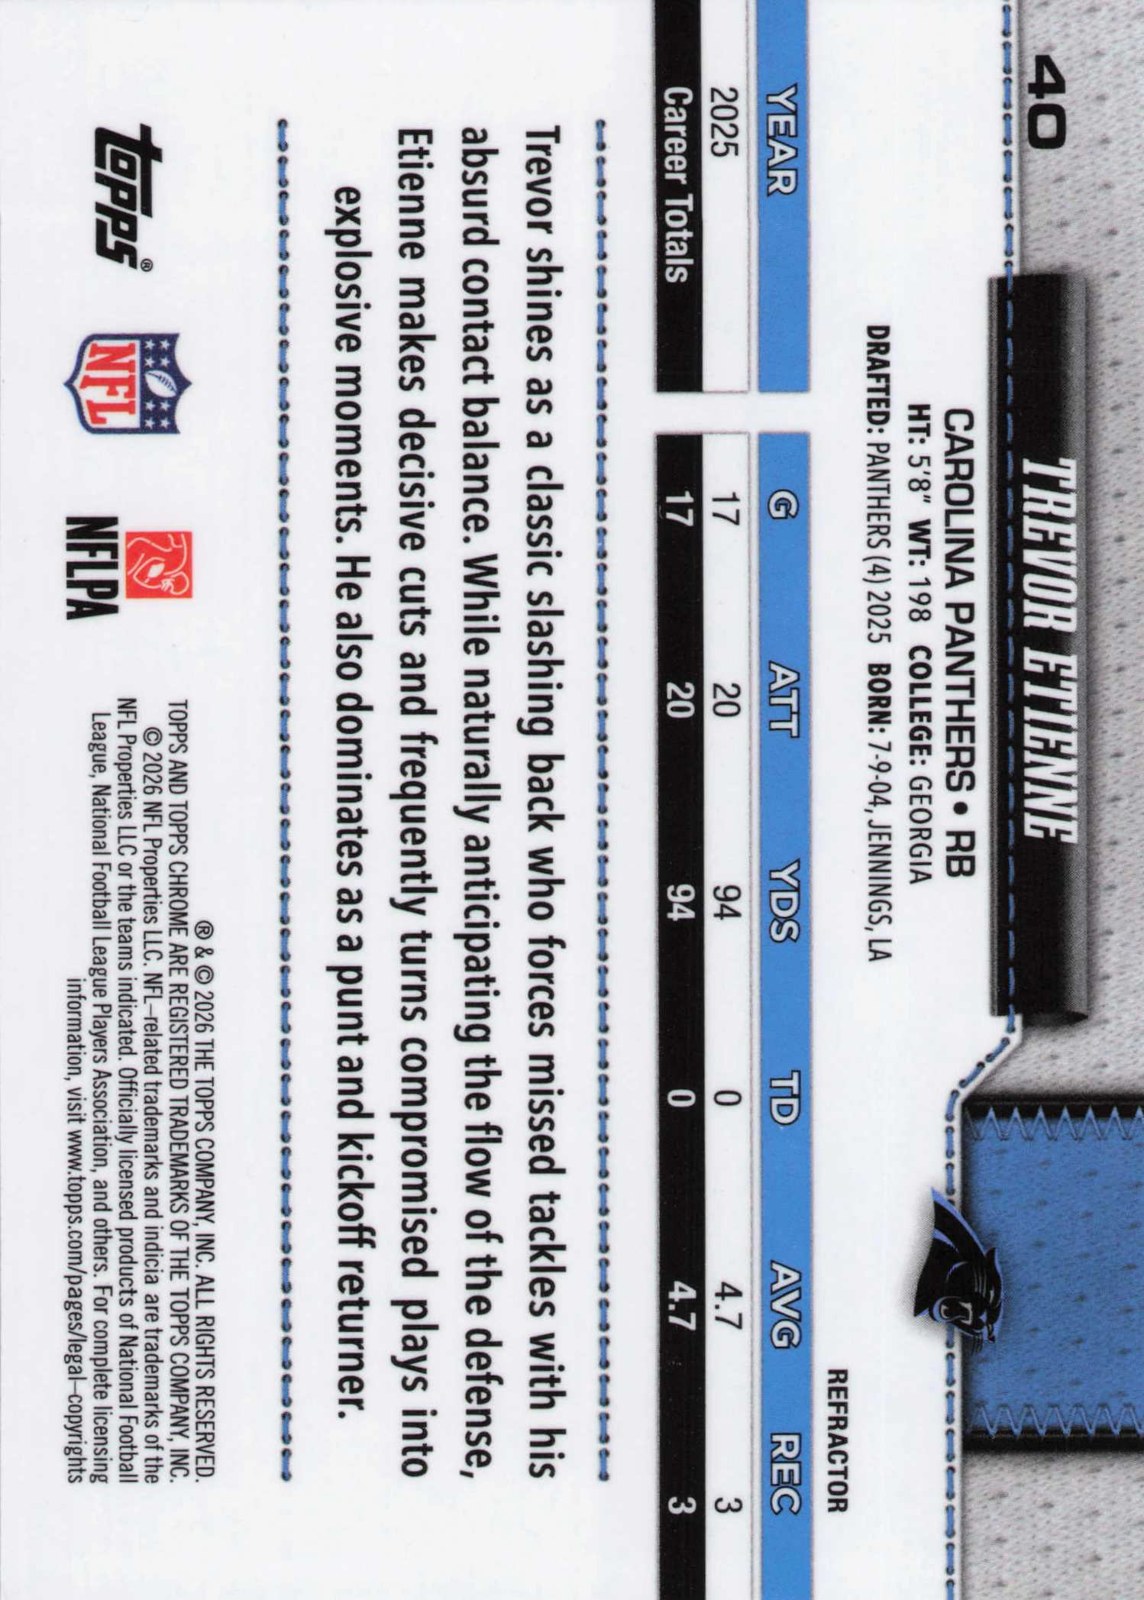 40
TREVOR ETIENNE
CAROLINA PANTHERS • RB
HT: 5'8" WT: 198 COLLEGE: GEORGIA
DRAFTED: PANTHERS (4) 2025 BORN: 7-9-04, JENNINGS, LA
REFRACTOR
YEAR G ATT YDS TD AVG REC
2025 17 20 94 0 4.7 3
Career Totals 17 20 94 0 4.7 3
Trevor shines as a classic slashing back who forces missed tackles with his
absurd contact balance. While naturally anticipating the flow of the defense,
Etienne makes decisive cuts and frequently turns compromised plays into
explosive moments. He also dominates as a punt and kickoff returner.
topps®
NFL
NFLPA
® & © 2026 THE TOPPS COMPANY, INC. ALL RIGHTS RESERVED.
TOPPS AND TOPPS CHROME ARE REGISTERED TRADEMARKS OF THE TOPPS COMPANY, INC.
© 2026 NFL Properties LLC. NFL–related trademarks and indicia are trademarks of the
NFL Properties LLC or the teams indicated. Officially licensed products of National Football
League, National Football League Players Association, and others. For complete licensing
information, visit www.topps.com/pages/legal–copyrights